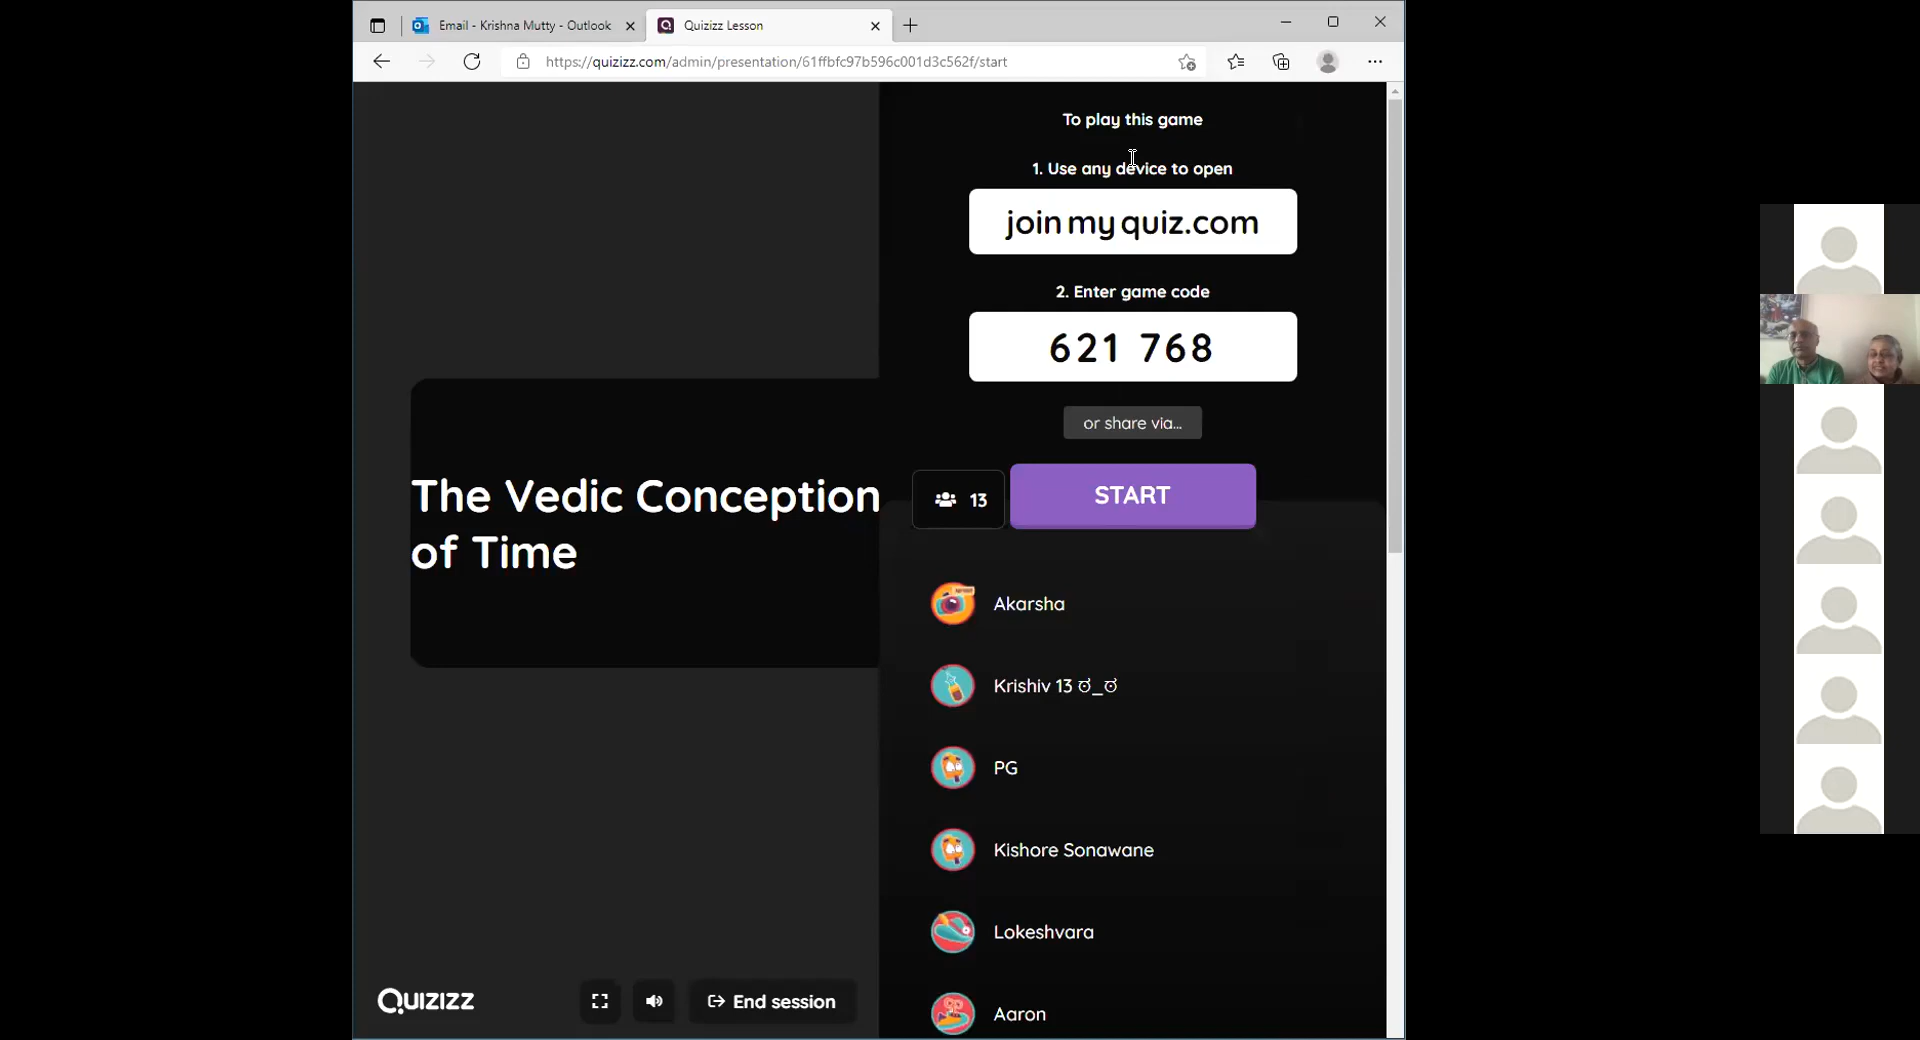 Email - Krishna Mutty - Outlook
Quizizz Lesson
https://quizizz.com/admin/presentation/61ffbfc97b596c001d3c562f/start
To play this game
1. Use any device to open
joinmyquiz.com
2. Enter game code
621 768
or share via...
The Vedic Conception
of Time
13
START
Akarsha
Krishiv 13 ಠ_ಠ
PG
Kishore Sonawane
Lokeshvara
Aaron
Quizizz
End session